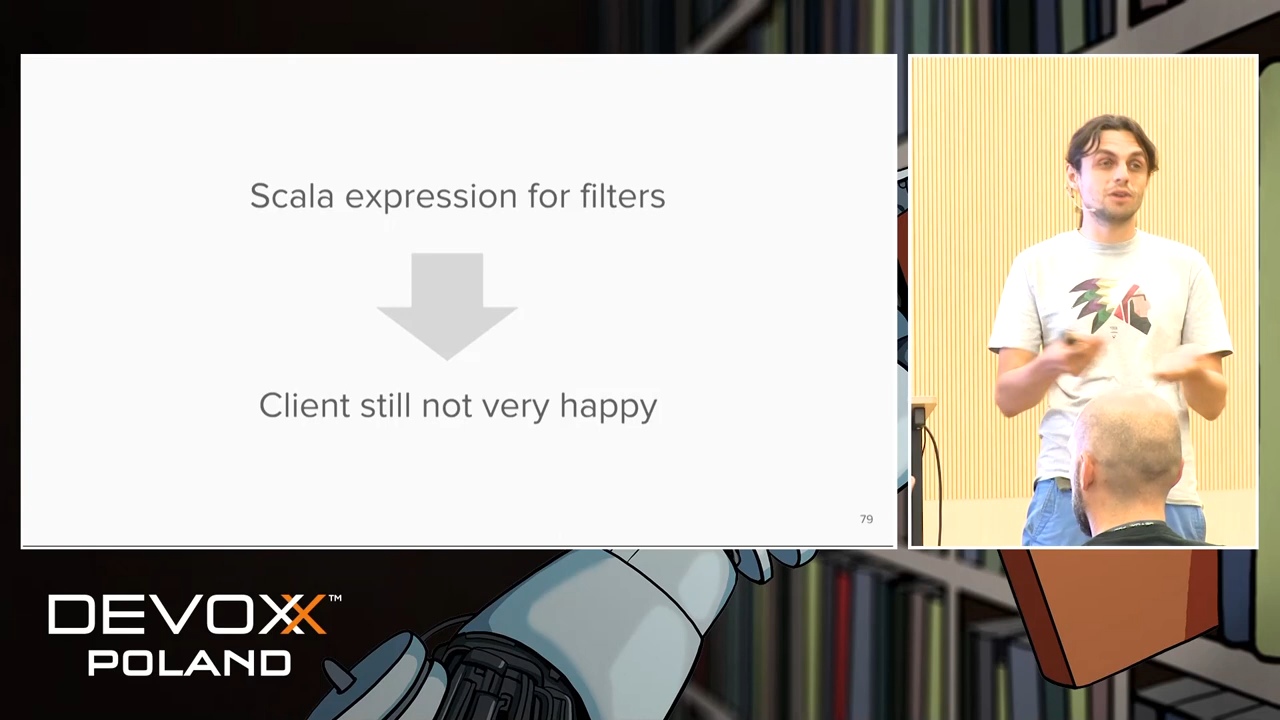 Scala expression for filters
Client still not very happy
79
DEVOXX™
POLAND